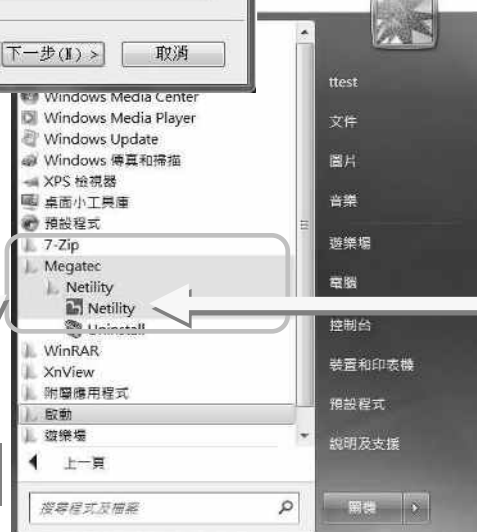 下一步(N) >
取消
Windows Media Center
Windows Media Player
Windows Update
Windows 傳真和掃描
XPS 檢視器
桌面小工具庫
預設程式
7-Zip
Megatec
Netility
Netility
Uninstall
WinRAR
XnView
附屬應用程式
啟動
遊樂場
上一頁
搜尋程式及檔案
ttest
文件
圖片
音樂
遊樂場
電腦
控制台
裝置和印表機
預設程式
說明及支援
關機